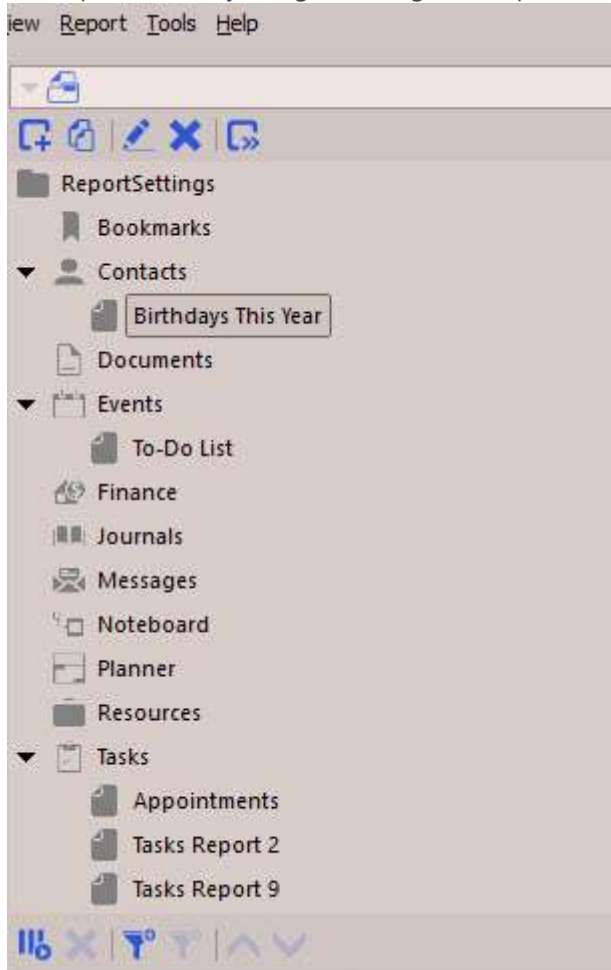 iew Report Tools Help
ReportSettings
Bookmarks
Contacts
Birthdays This Year
Documents
Events
To-Do List
Finance
Journals
Messages
Noteboard
Planner
Resources
Tasks
Appointments
Tasks Report 2
Tasks Report 9